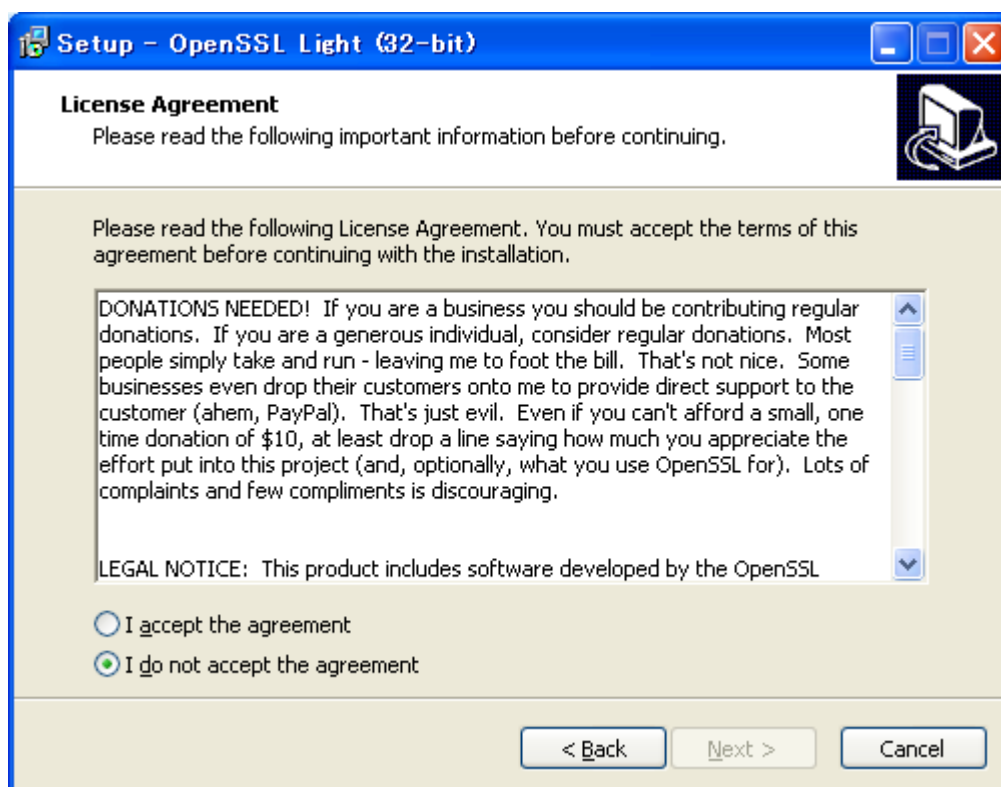 Setup - OpenSSL Light (32-bit)
License Agreement
Please read the following important information before continuing.
Please read the following License Agreement. You must accept the terms of this
agreement before continuing with the installation.
DONATIONS NEEDED!  If you are a business you should be contributing regular
donations.  If you are a generous individual, consider regular donations.  Most
people simply take and run - leaving me to foot the bill.  That's not nice.  Some
businesses even drop their customers onto me to provide direct support to the
customer (ahem, PayPal).  That's just evil.  Even if you can't afford a small, one
time donation of $10, at least drop a line saying how much you appreciate the
effort put into this project (and, optionally, what you use OpenSSL for).  Lots of
complaints and few compliments is discouraging.
LEGAL NOTICE:  This product includes software developed by the OpenSSL
I accept the agreement
I do not accept the agreement
< Back
Next >
Cancel